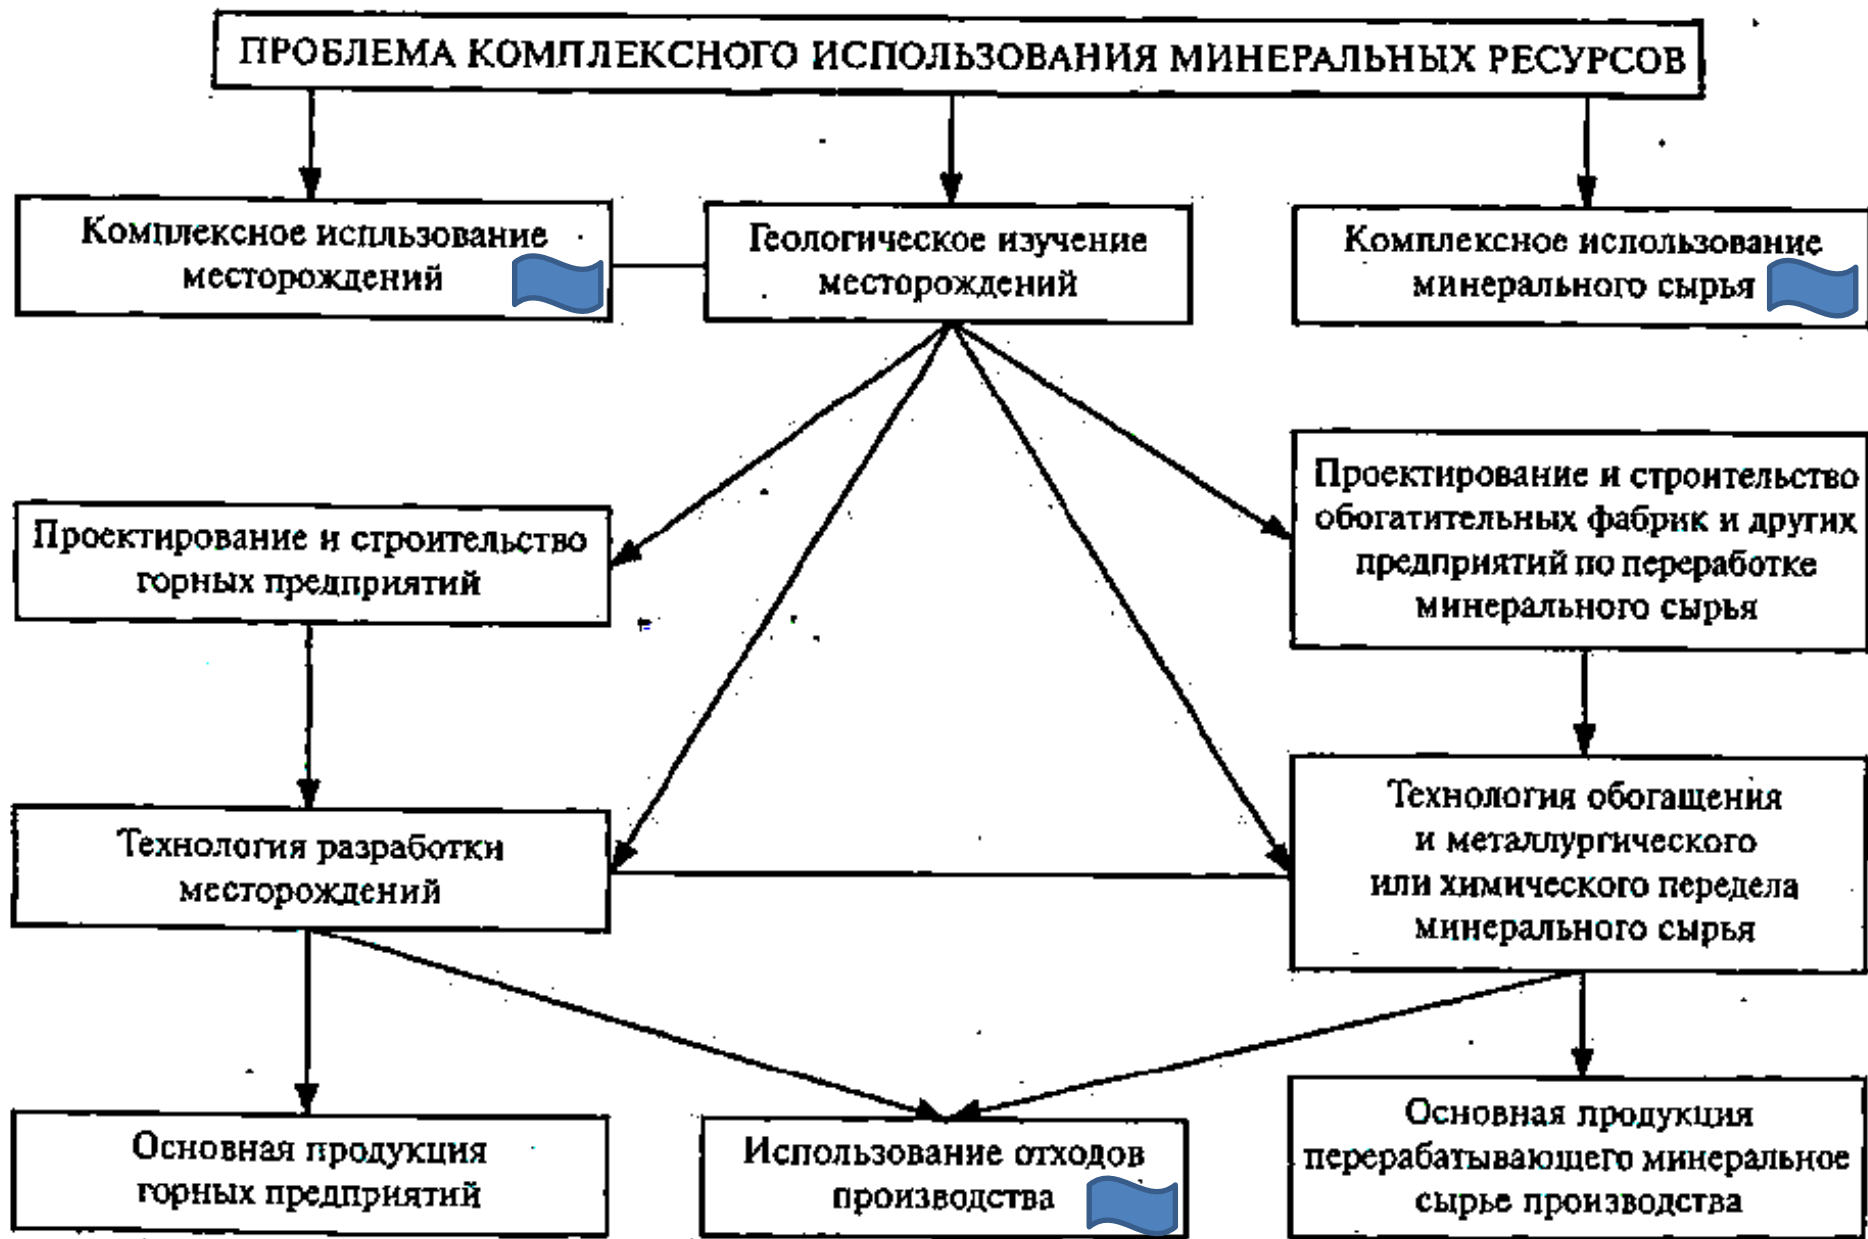 ПРОБЛЕМА КОМПЛЕКСНОГО ИСПОЛЬЗОВАНИЯ МИНЕРАЛЬНЫХ РЕСУРСОВ
Комплексное испльзование
месторождений
Геологическое изучение
месторождений
Комплексное использование
минерального сырья
Проектирование и строительство
горных предприятий
Проектирование и строительство
обогатительных фабрик и других
предприятий по переработке
минерального сырья
Технология разработки
месторождений
Технология обогащения
и металлургического
или химического передела
минерального сырья
Основная продукция
горных предприятий
Использование отходов
производства
Основная продукция
перерабатывающего минеральное
сырье производства